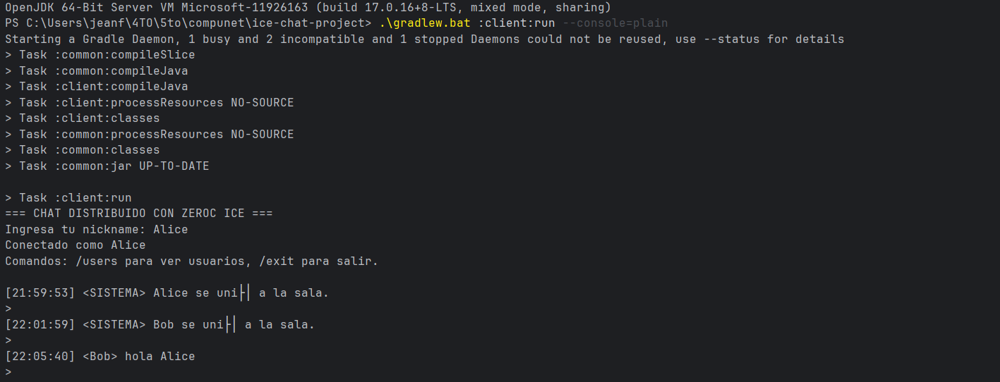 OpenJDK 64-Bit Server VM Microsoft-11926163 (build 17.0.16+8-LTS, mixed mode, sharing)
PS C:\Users\jeanf\4TO\5to\compunet\ice-chat-project> .\gradlew.bat :client:run --console=plain
Starting a Gradle Daemon, 1 busy and 2 incompatible and 1 stopped Daemons could not be reused, use --status for details
> Task :common:compileSlice
> Task :common:compileJava
> Task :client:compileJava
> Task :client:processResources NO-SOURCE
> Task :client:classes
> Task :common:processResources NO-SOURCE
> Task :common:classes
> Task :common:jar UP-TO-DATE
> Task :client:run
=== CHAT DISTRIBUIDO CON ZEROC ICE ===
Ingresa tu nickname: Alice
Conectado como Alice
Comandos: /users para ver usuarios, /exit para salir.
[21:59:53] <SISTEMA> Alice se uni├│ a la sala.
>
[22:01:59] <SISTEMA> Bob se uni├│ a la sala.
>
[22:05:40] <Bob> hola Alice
>